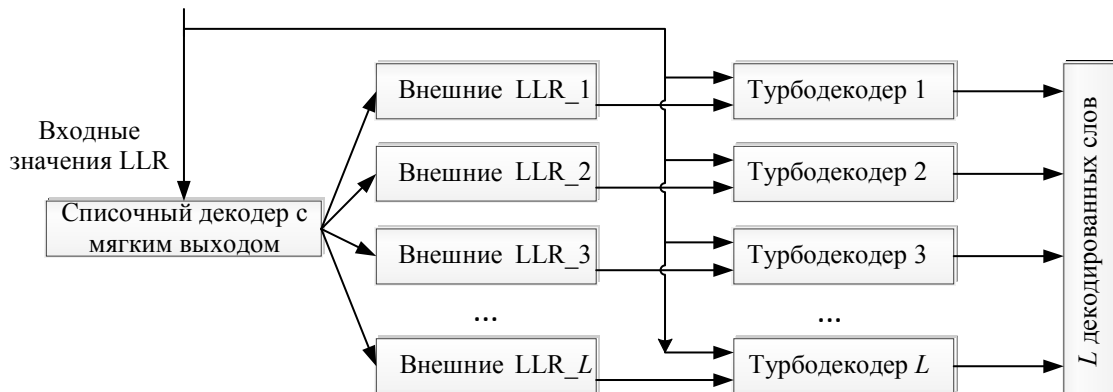 Входные
значения LLR
Списочный декодер с
мягким выходом
Внешние LLR_1
Внешние LLR_2
Внешние LLR_3
...
Внешние LLR_L
Турбодекодер 1
Турбодекодер 2
Турбодекодер 3
...
Турбодекодер L
L декодированных слов